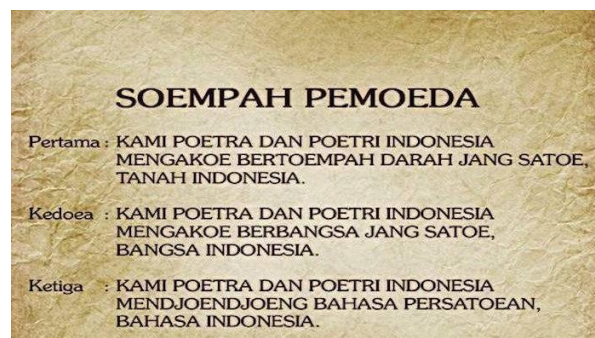 SOEMPAH PEMOEDA
Pertama : KAMI POETRA DAN POETRI INDONESIA
MENGAKOE BERTOEMPAH DARAH JANG SATOE,
TANAH INDONESIA.
Kedoea : KAMI POETRA DAN POETRI INDONESIA
MENGAKOE BERBANGSA JANG SATOE,
BANGSA INDONESIA.
Ketiga : KAMI POETRA DAN POETRI INDONESIA
MENDJOENDJOENG BAHASA PERSATOEAN,
BAHASA INDONESIA.